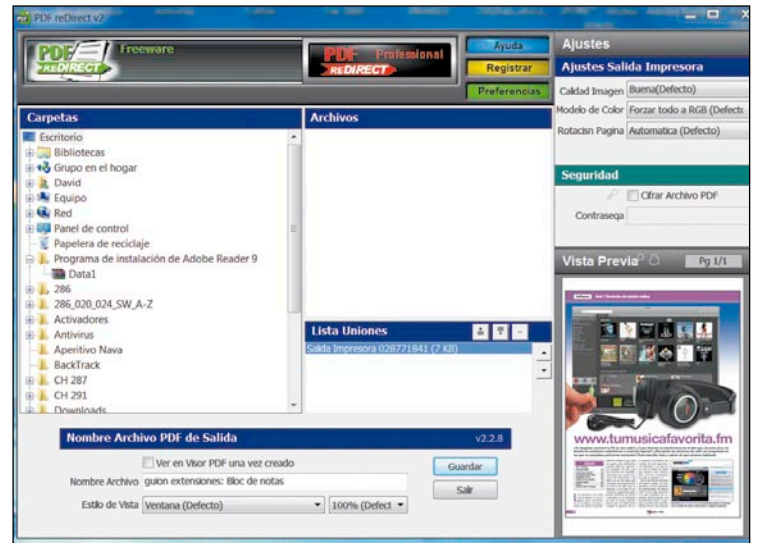 PDF reDirect v2
PDF REDIRECT Freeware
PDF Professional REDIRECT
Ayuda
Registrar
Preferencias
Carpetas
Escritorio
Bibliotecas
Grupo en el hogar
David
Equipo
Red
Panel de control
Papelera de reciclaje
Programa de instalación de Adobe Reader 9
Data1
286
286_020_024_SW_A-Z
Activadores
Antivirus
Aperitivo Nava
BackTrack
CH 287
CH 291
Downloads
Archivos
Lista Uniones
Salida Impresora 028771841 (7 KB)
Nombre Archivo PDF de Salida v2.2.8
Ver en Visor PDF una vez creado
Nombre Archivo guion extensiones: Bloc de notas
Estilo de Vista Ventana (Defecto) 100% (Defect
Guardar
Salir
Ajustes
Ajustes Salida Impresora
Calidad Imagen Buena(Defecto)
Modelo de Color Forzar todo a RGB (Defecto
Rotacisn Pagina Automatica (Defecto)
Seguridad
Cifrar Archivo PDF
Contraseqa
Vista Previa Pg 1/1
www.tumusicafavorita.fm